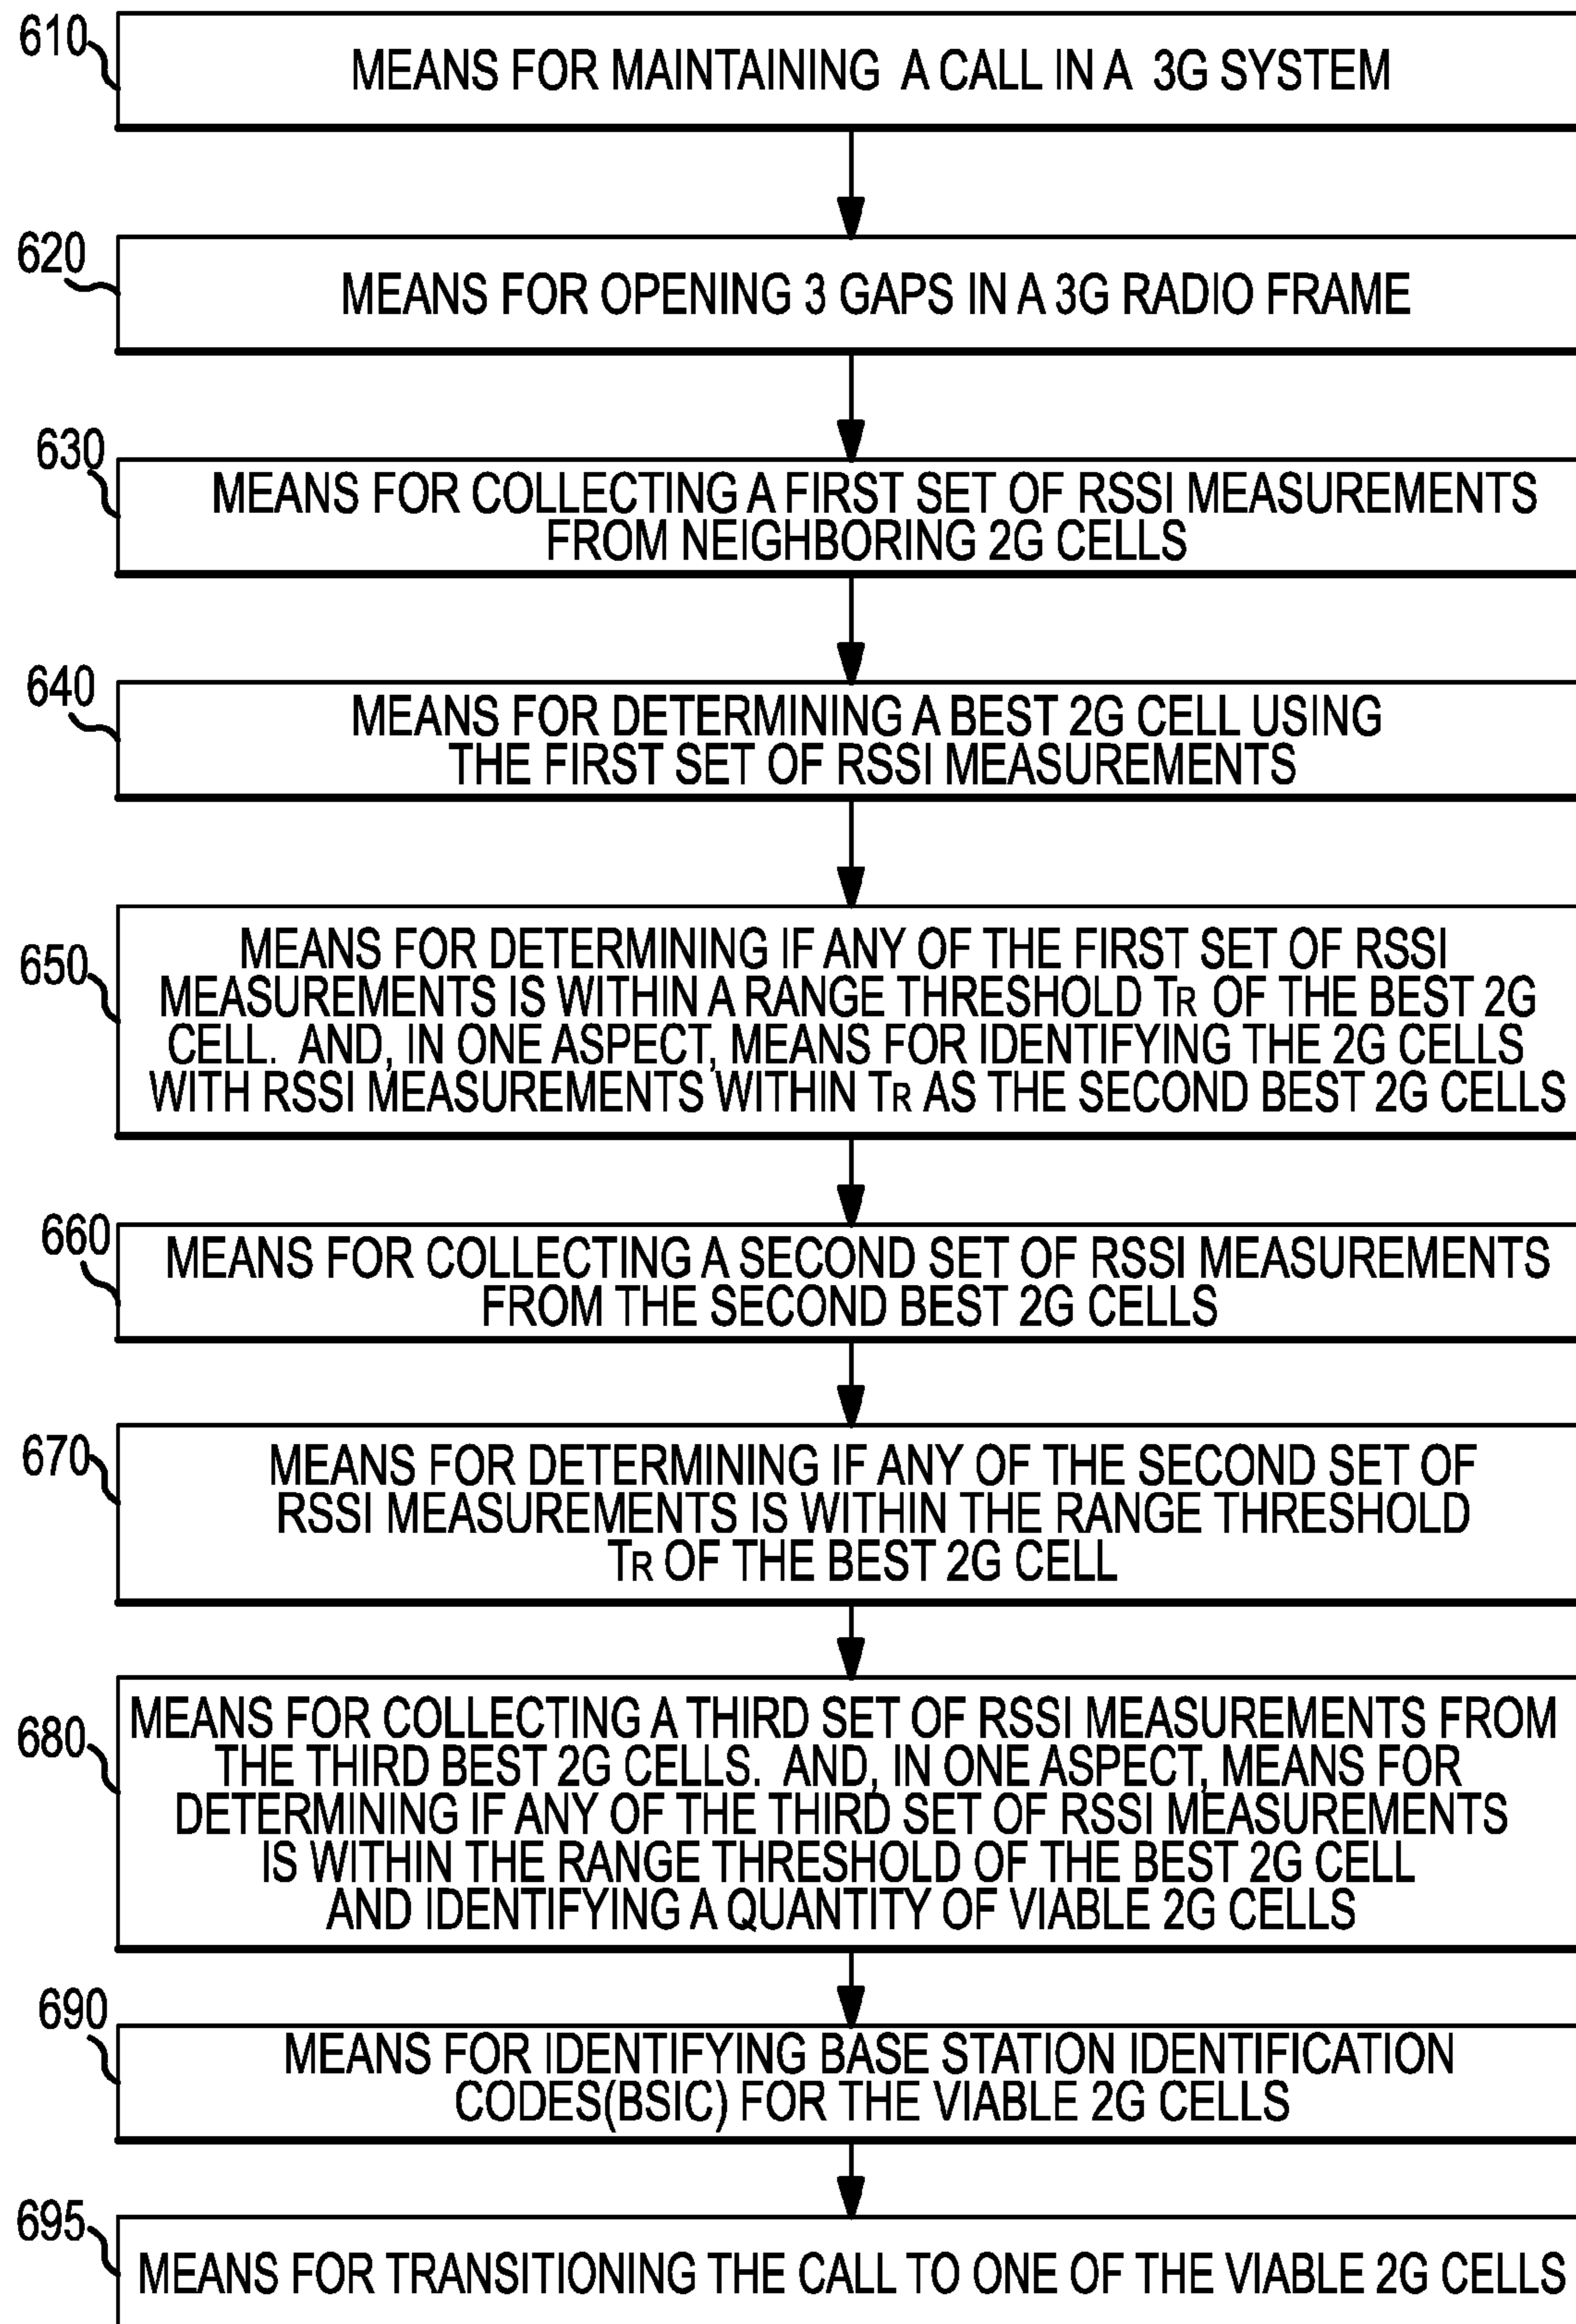 610
MEANS FOR MAINTAINING A CALL IN A 3G SYSTEM
620
MEANS FOR OPENING 3 GAPS IN A 3G RADIO FRAME
630
MEANS FOR COLLECTING A FIRST SET OF RSSI MEASUREMENTS
FROM NEIGHBORING 2G CELLS
640
MEANS FOR DETERMINING A BEST 2G CELL USING
THE FIRST SET OF RSSI MEASUREMENTS
650
MEANS FOR DETERMINING IF ANY OF THE FIRST SET OF RSSI
MEASUREMENTS IS WITHIN A RANGE THRESHOLD TR OF THE BEST 2G
CELL. AND, IN ONE ASPECT, MEANS FOR IDENTIFYING THE 2G CELLS
WITH RSSI MEASUREMENTS WITHIN TR AS THE SECOND BEST 2G CELLS
660
MEANS FOR COLLECTING A SECOND SET OF RSSI MEASUREMENTS
FROM THE SECOND BEST 2G CELLS
670
MEANS FOR DETERMINING IF ANY OF THE SECOND SET OF
RSSI MEASUREMENTS IS WITHIN THE RANGE THRESHOLD
TR OF THE BEST 2G CELL
680
MEANS FOR COLLECTING A THIRD SET OF RSSI MEASUREMENTS FROM
THE THIRD BEST 2G CELLS. AND, IN ONE ASPECT, MEANS FOR
DETERMINING IF ANY OF THE THIRD SET OF RSSI MEASUREMENTS
IS WITHIN THE RANGE THRESHOLD OF THE BEST 2G CELL
AND IDENTIFYING A QUANTITY OF VIABLE 2G CELLS
690
MEANS FOR IDENTIFYING BASE STATION IDENTIFICATION
CODES(BSIC) FOR THE VIABLE 2G CELLS
695
MEANS FOR TRANSITIONING THE CALL TO ONE OF THE VIABLE 2G CELLS